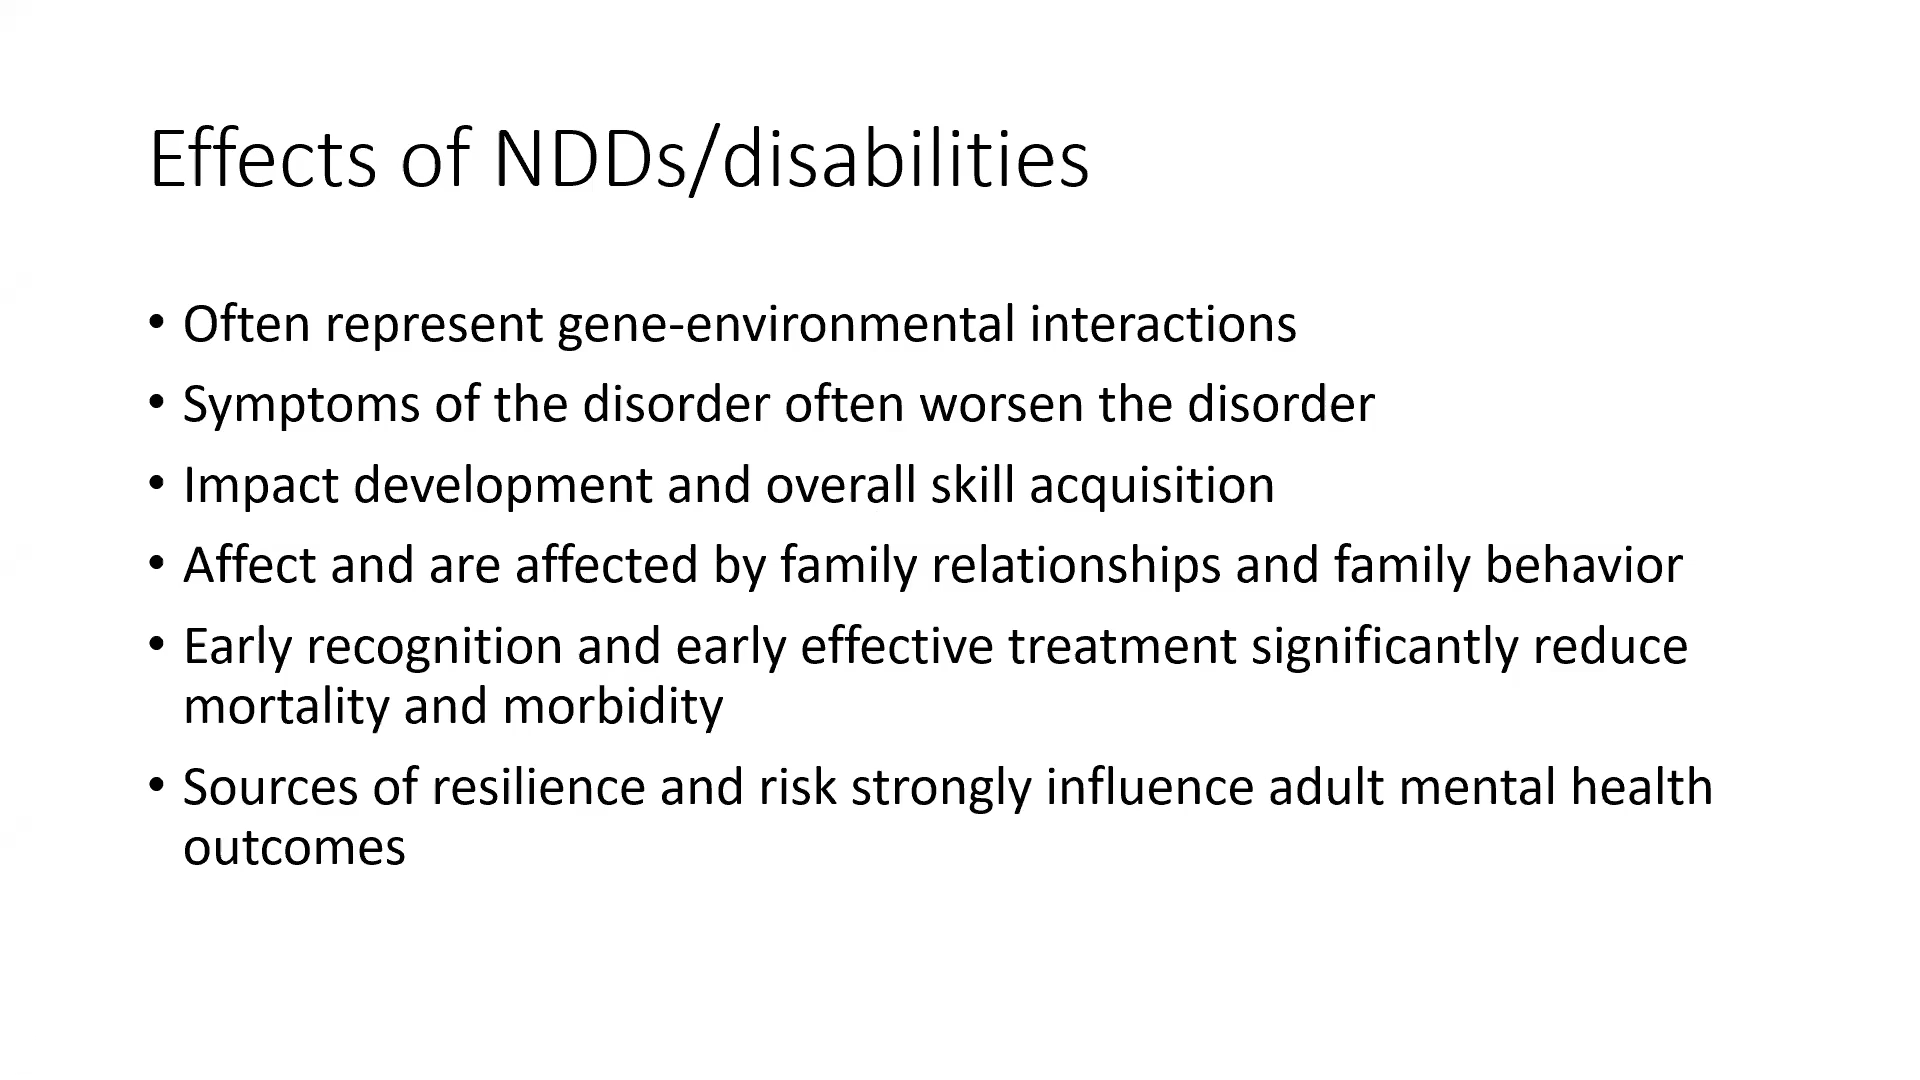 Effects of NDDs/disabilities
• Often represent gene-environmental interactions
• Symptoms of the disorder often worsen the disorder
• Impact development and overall skill acquisition
• Affect and are affected by family relationships and family behavior
• Early recognition and early effective treatment significantly reduce
mortality and morbidity
• Sources of resilience and risk strongly influence adult mental health
outcomes